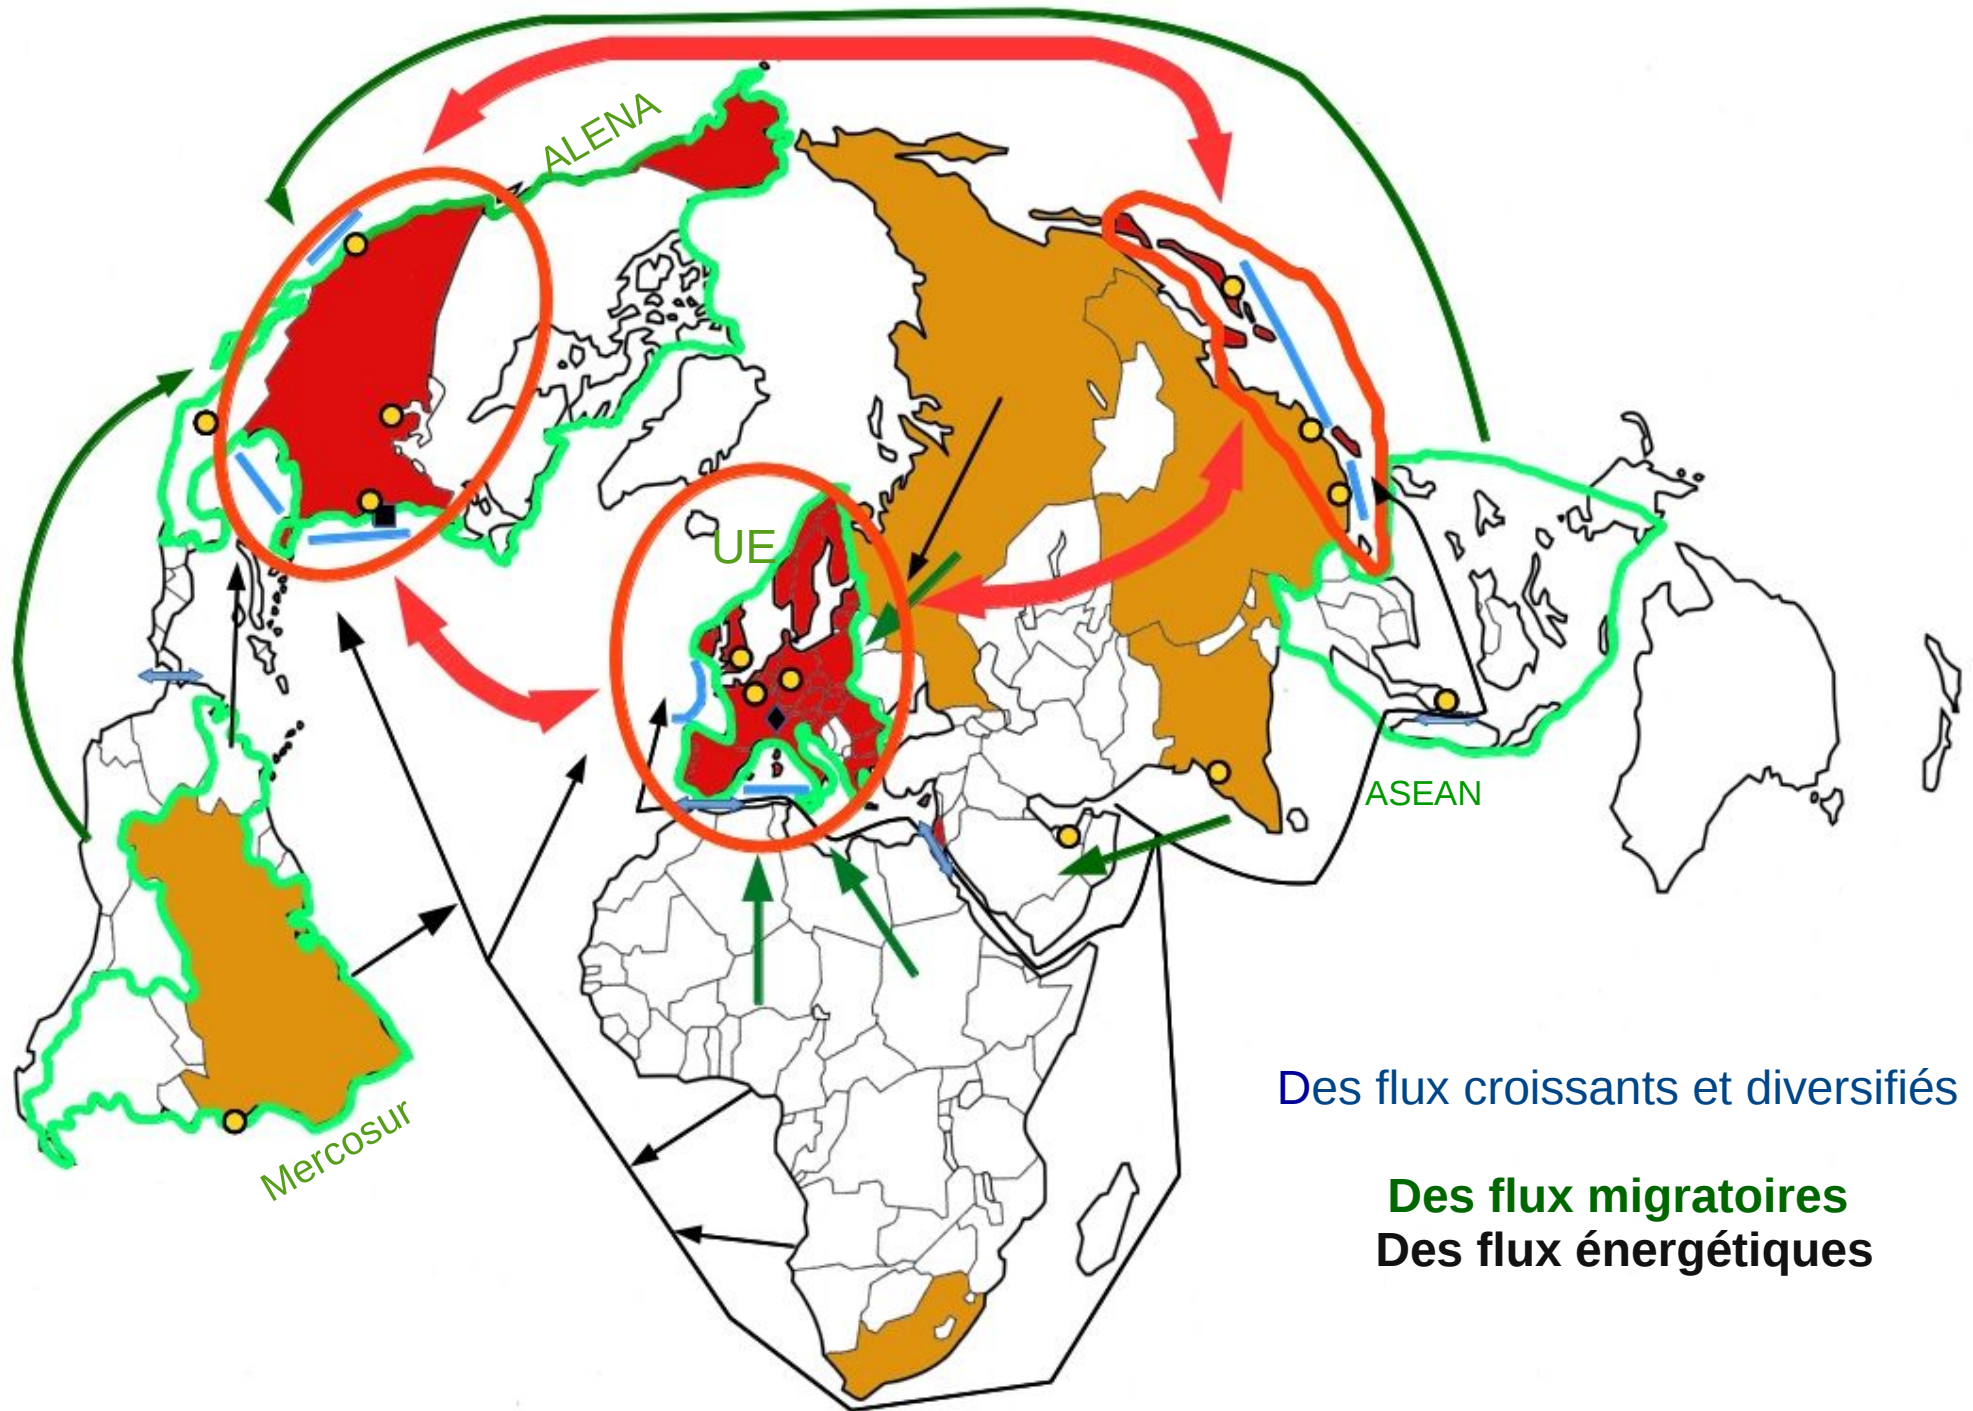 ALENA
UE
ASEAN
Mercosur
Des flux croissants et diversifiés
Des flux migratoires
Des flux énergétiques